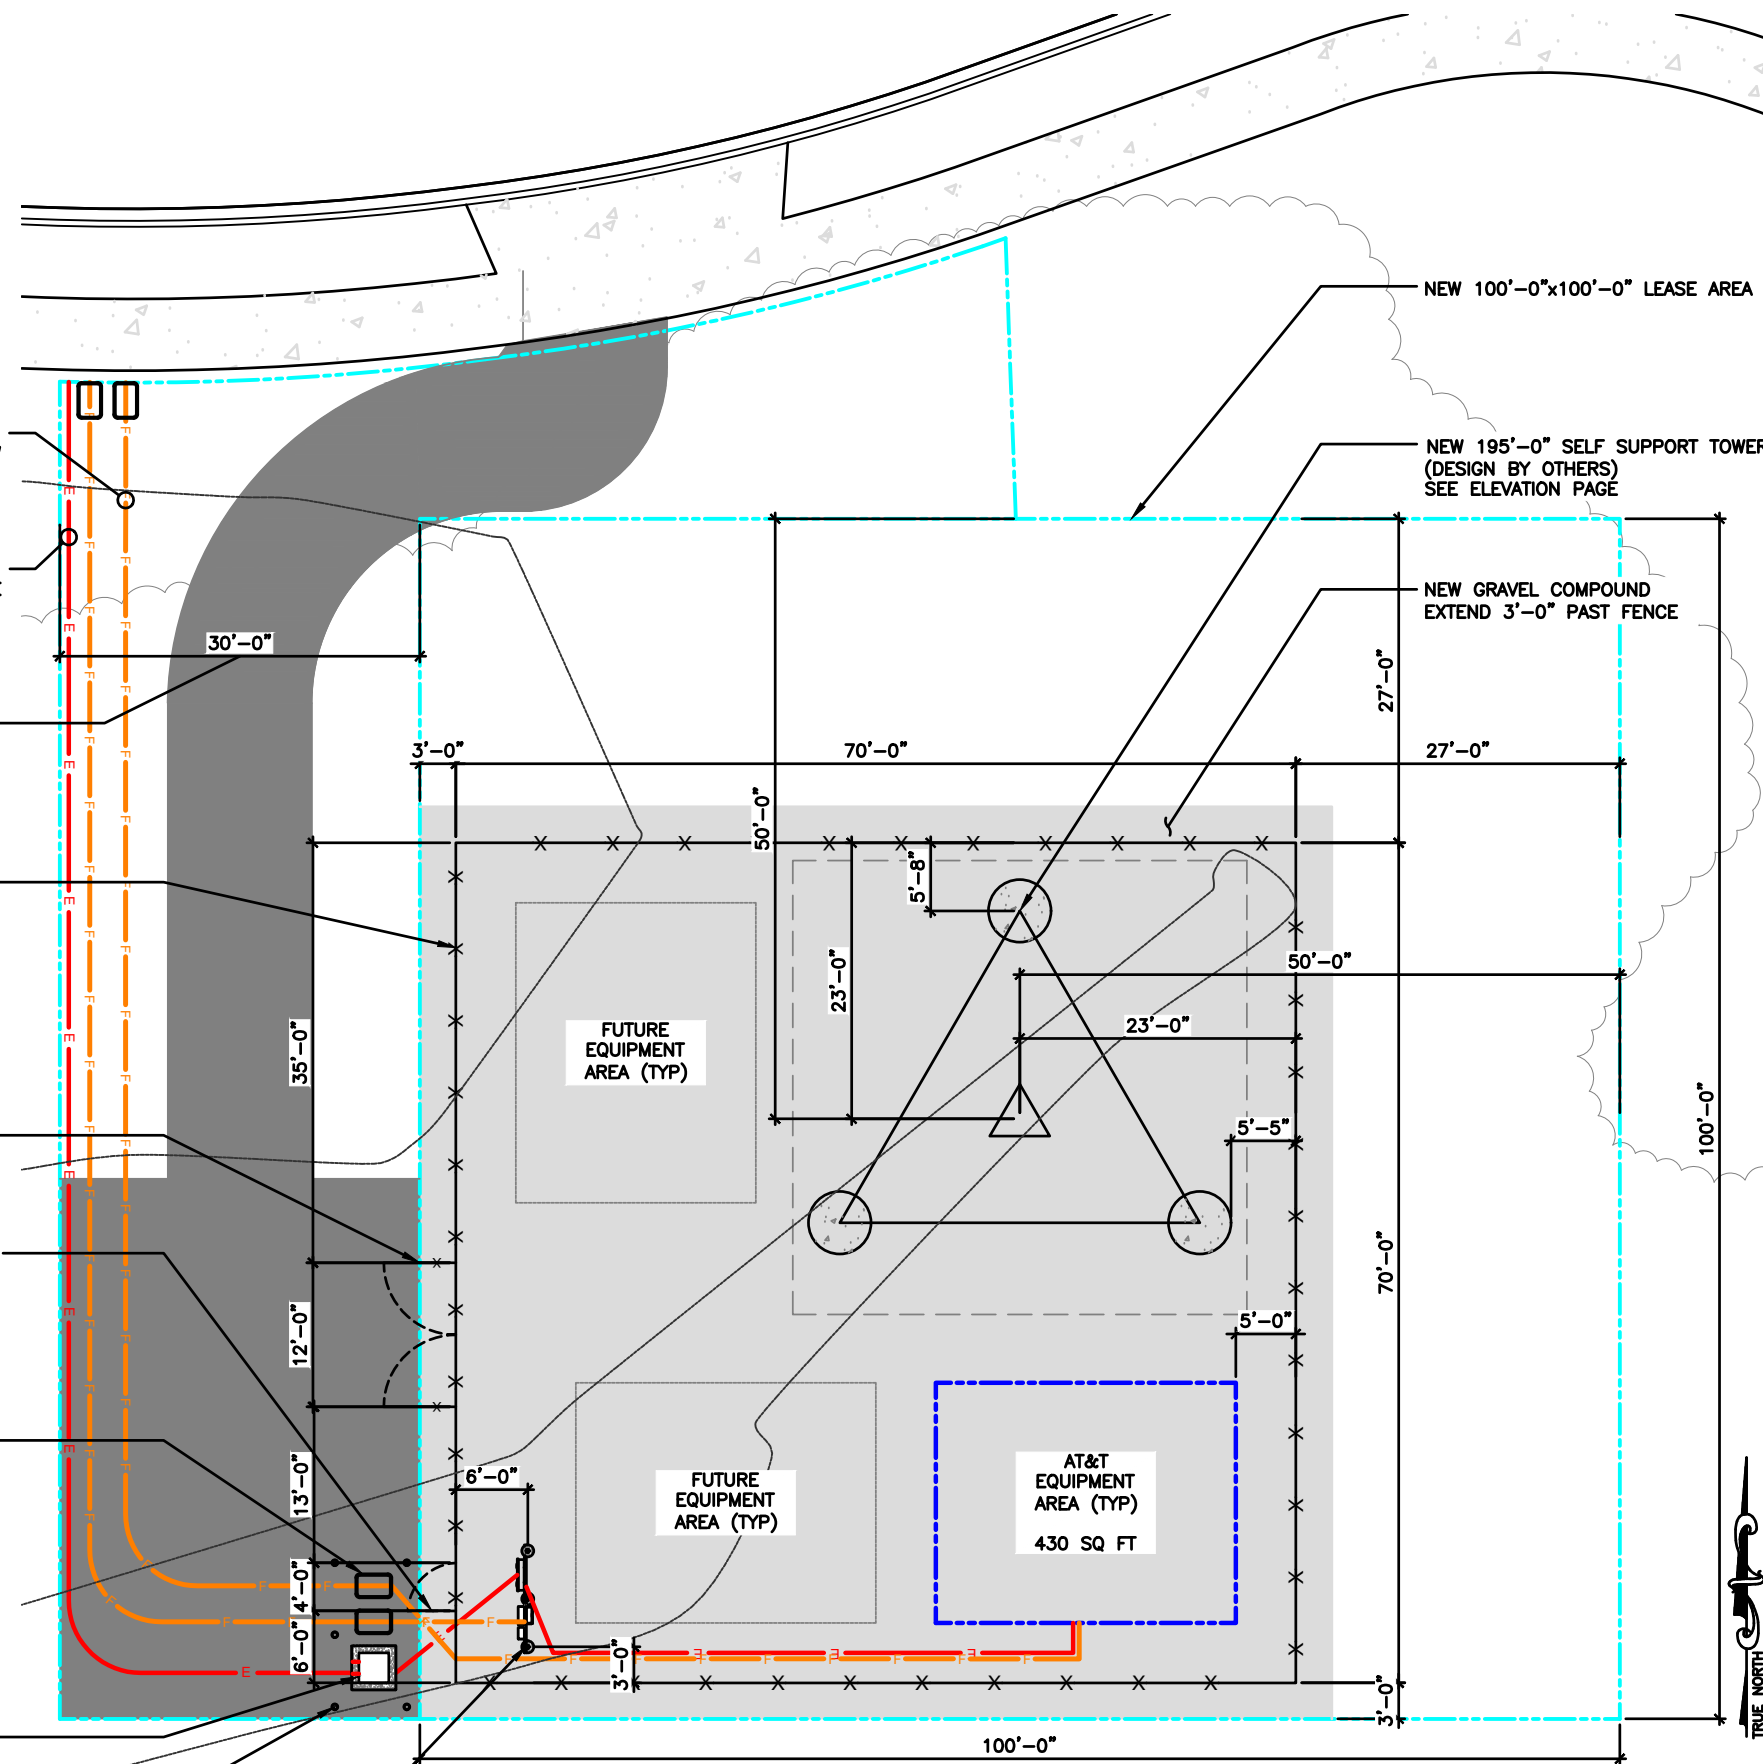 NEW 100'-0"x100'-0" LEASE AREA
NEW 195'-0" SELF SUPPORT TOWER
(DESIGN BY OTHERS)
SEE ELEVATION PAGE
NEW GRAVEL COMPOUND
EXTEND 3'-0" PAST FENCE
30'-0"
27'-0"
3'-0"
70'-0"
27'-0"
50'-0"
5'-8"
23'-0"
50'-0"
23'-0"
35'-0"
FUTURE
EQUIPMENT
AREA (TYP)
100'-0"
5'-5"
70'-0"
12'-0"
5'-0"
13'-0"
6'-0"
FUTURE
EQUIPMENT
AREA (TYP)
AT&T
EQUIPMENT
AREA (TYP)
430 SQ FT
4'-0"
6'-0"
3'-0"
3'-0"
100'-0"
TRUE NORTH